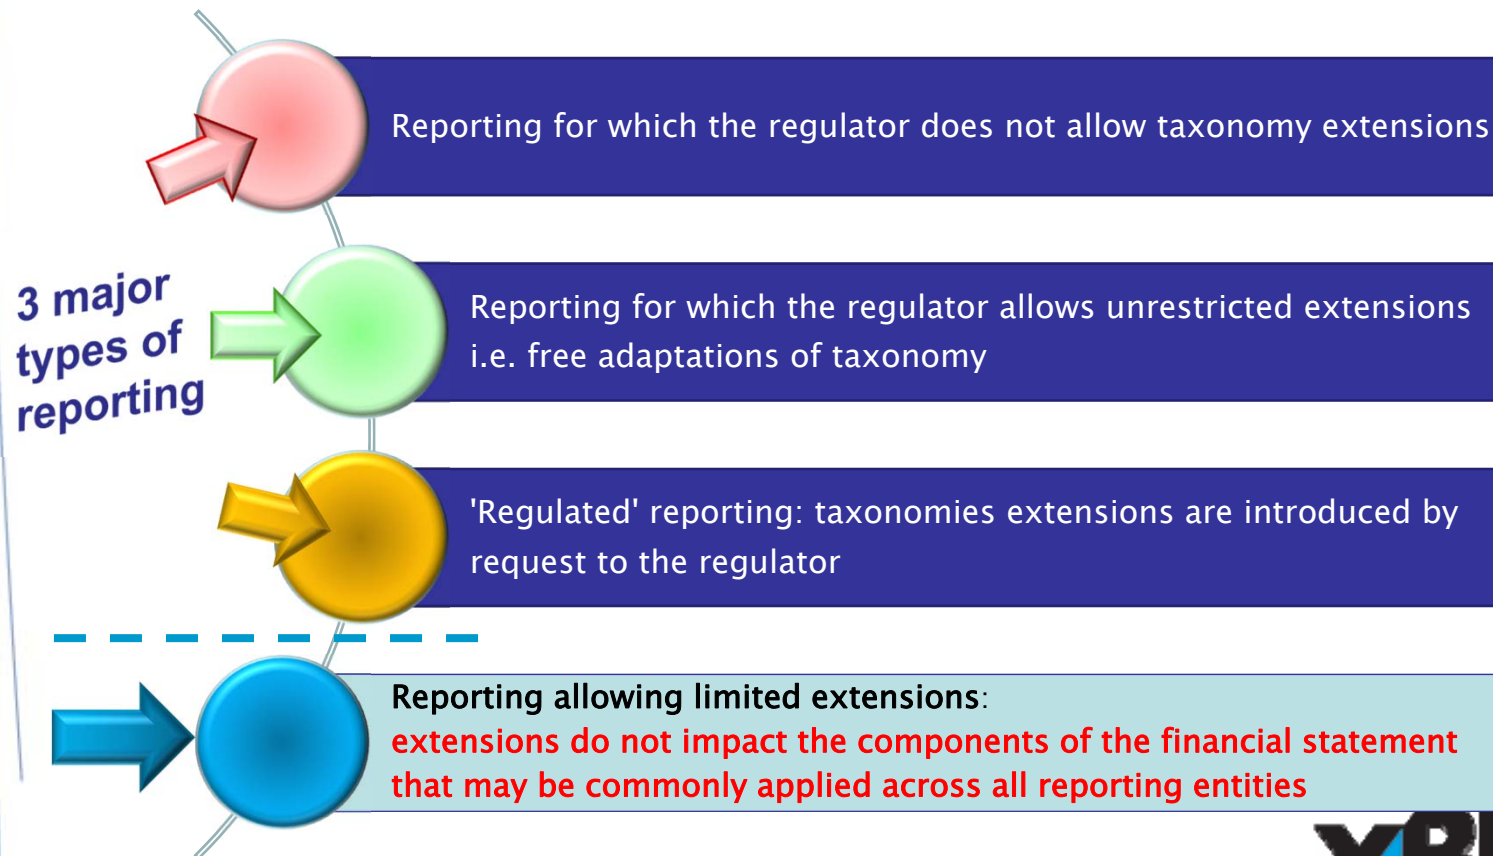 Reporting for which the regulator does not allow taxonomy extensions
3 major
types of
reporting
Reporting for which the regulator allows unrestricted extensions
i.e. free adaptations of taxonomy
'Regulated' reporting: taxonomies extensions are introduced by
request to the regulator
Reporting allowing limited extensions:
extensions do not impact the components of the financial statement
that may be commonly applied across all reporting entities